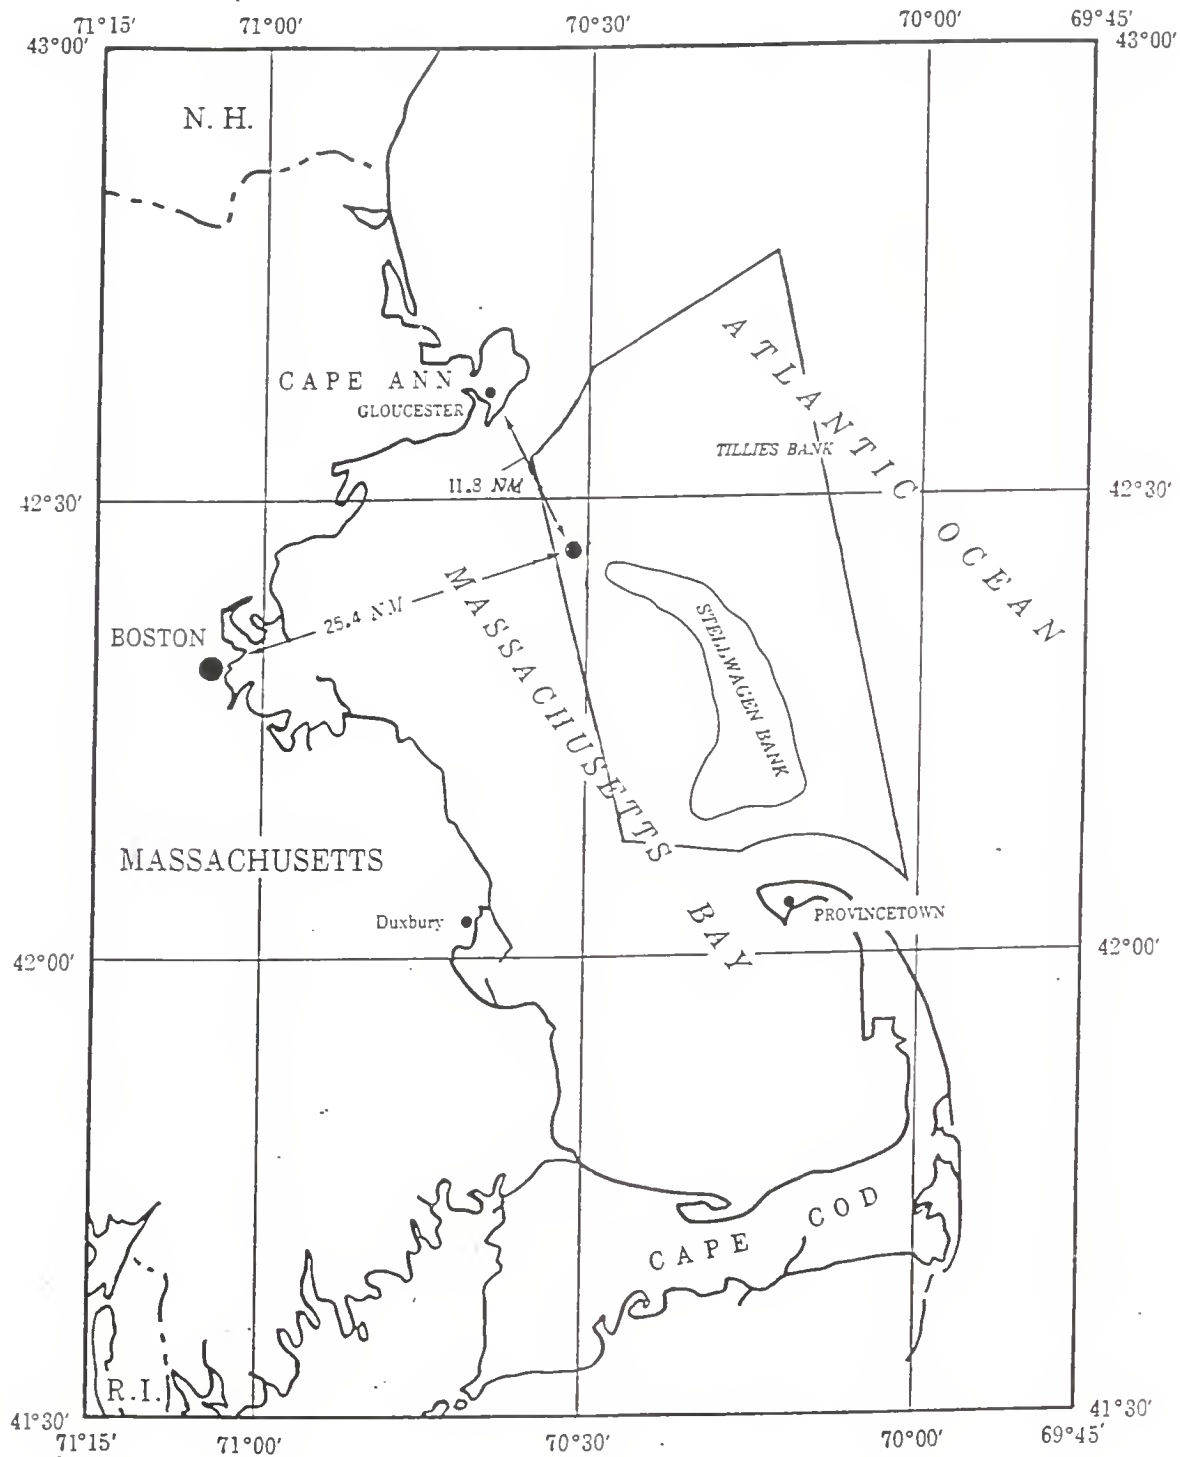 71°15' 71°00' 70°30' 70°00' 69°45'
43°00' 43°00'
N. H.
ATLANTIC
CAPE ANN
GLOUCESTER
TILLIES BANK
11.8 NM
42°30' 42°30'
OCEAN
MASSACHUSETTS
25.4 NM
STELLWAGEN BANK
BOSTON
MASSACHUSETTS
Duxbury
PROVINCETOWN
BAY
42°00' 42°00'
CAPE COD
R.I.
41°30' 41°30'
71°15' 71°00' 70°30' 70°00' 69°45'